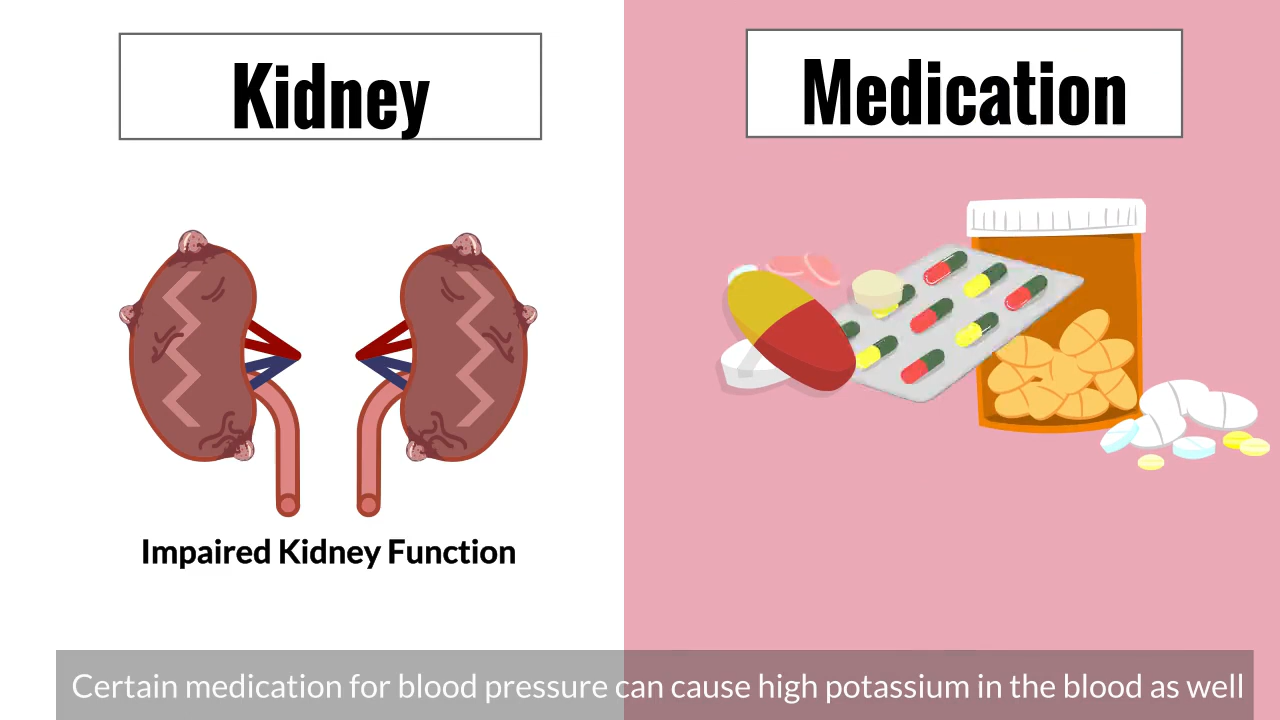 Kidney
Medication
Impaired Kidney Function
Certain medication for blood pressure can cause high potassium in the blood as well